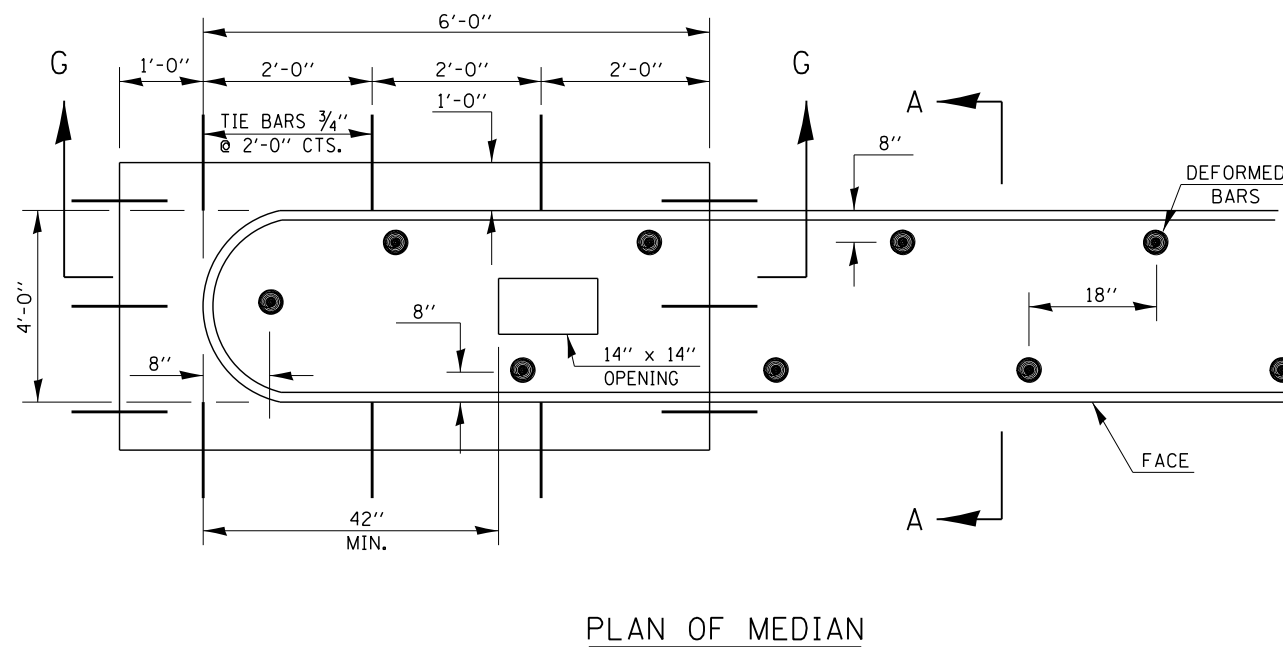 6'-0"
G
1'-0"
2'-0"
2'-0"
2'-0"
G
1'-0"
A
TIE BARS 3/4"
@ 2'-0" CTS.
8"
DEFORMED
BARS
4'-0"
8"
18"
8"
14" x 14"
OPENING
FACE
42"
MIN.
A
PLAN OF MEDIAN